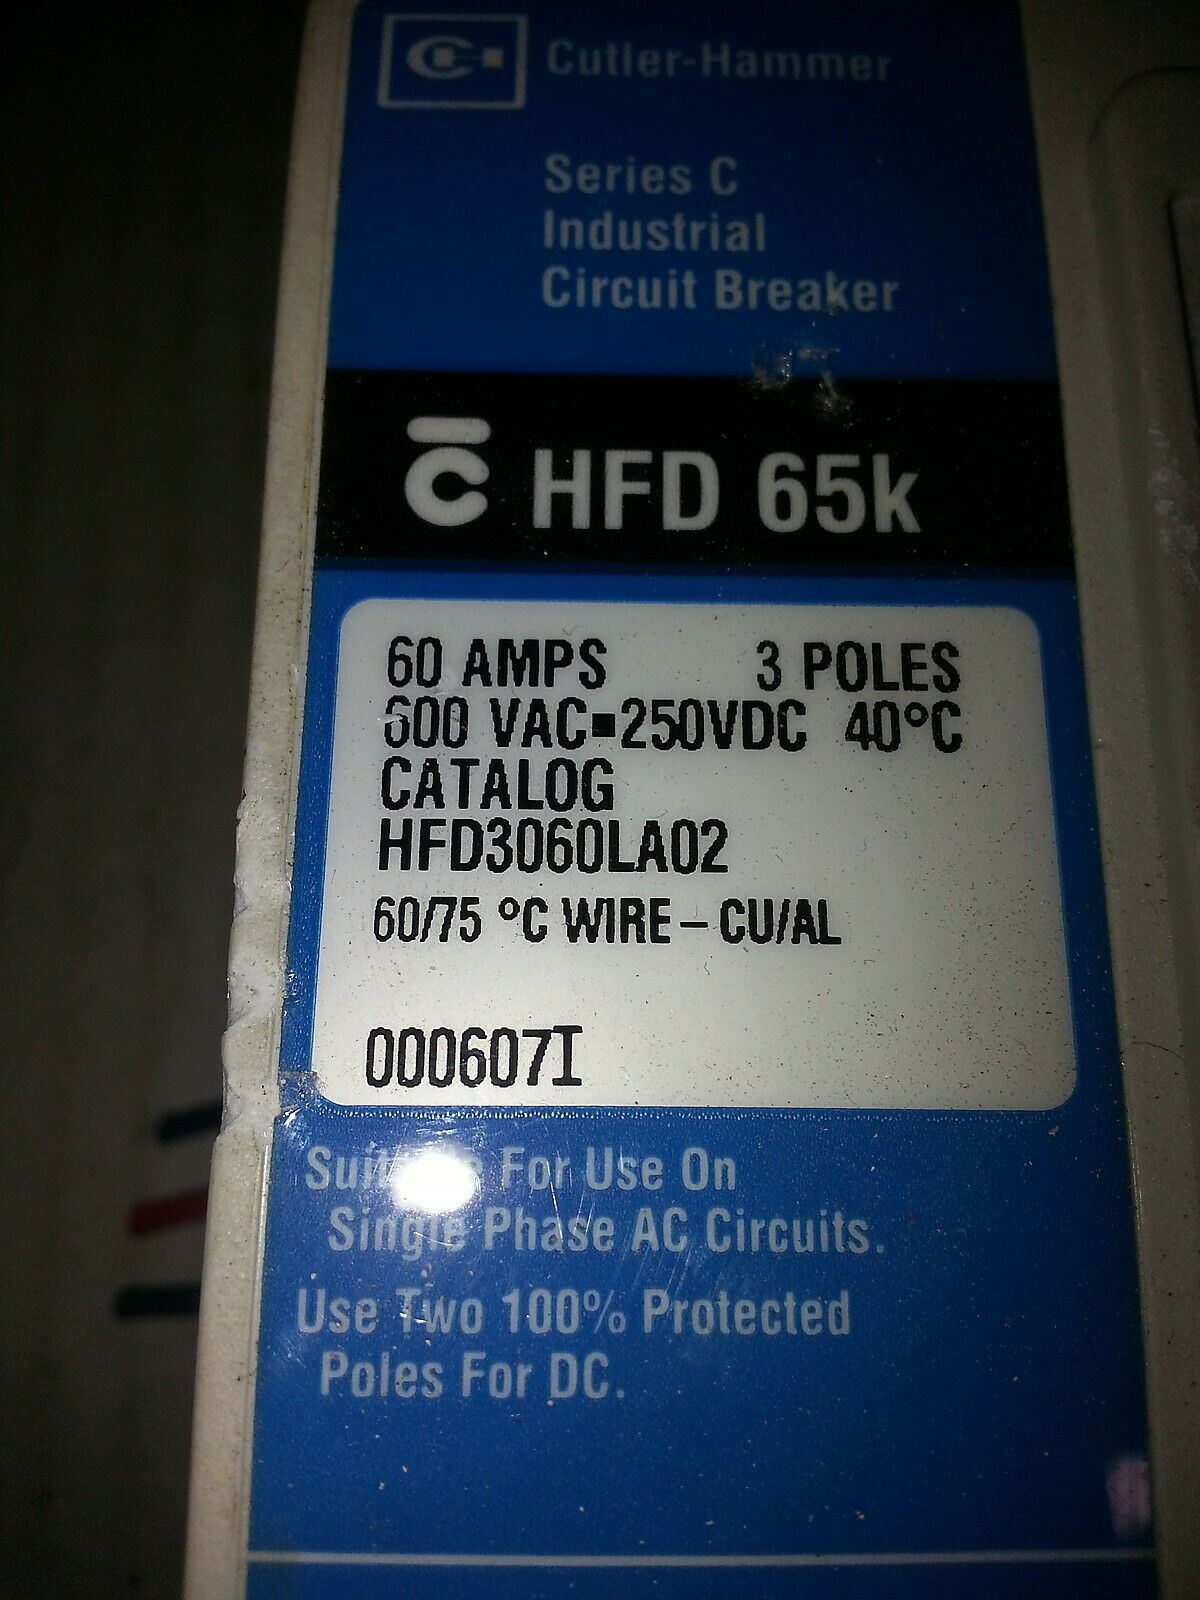 Cutler-Hammer
Series C
Industrial
Circuit Breaker
C HFD 65k
60 AMPS 3 POLES
600 VAC▪250VDC 40°C
CATALOG
HFD3060LA02
60/75 °C WIRE – CU/AL
000607I
For Use On
Single Phase AC Circuits.
Use Two 100% Protected
Poles For DC.